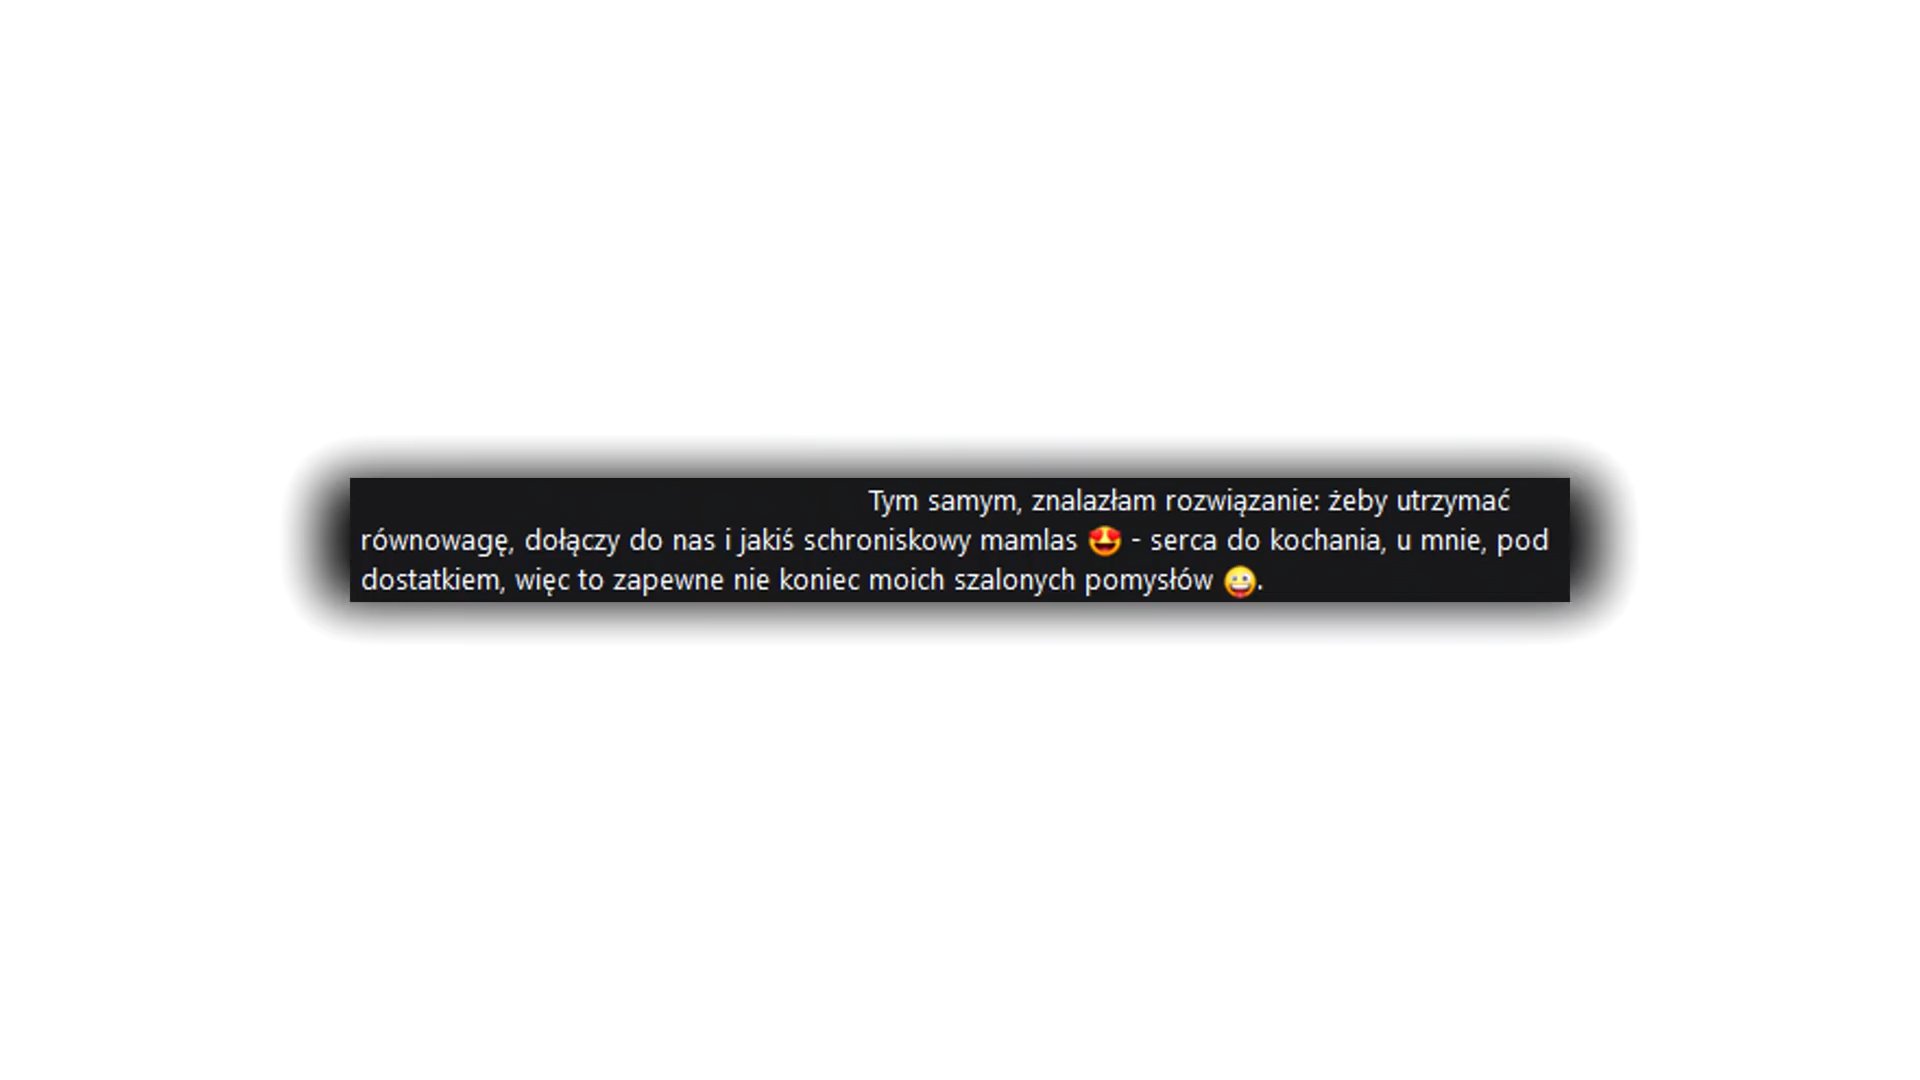 Tym samym, znalazłam rozwiązanie: żeby utrzymać
równowagę, dołączy do nas i jakiś schroniskowy mamlas 🤩 - serca do kochania, u mnie, pod
dostatkiem, więc to zapewne nie koniec moich szalonych pomysłów 😀.